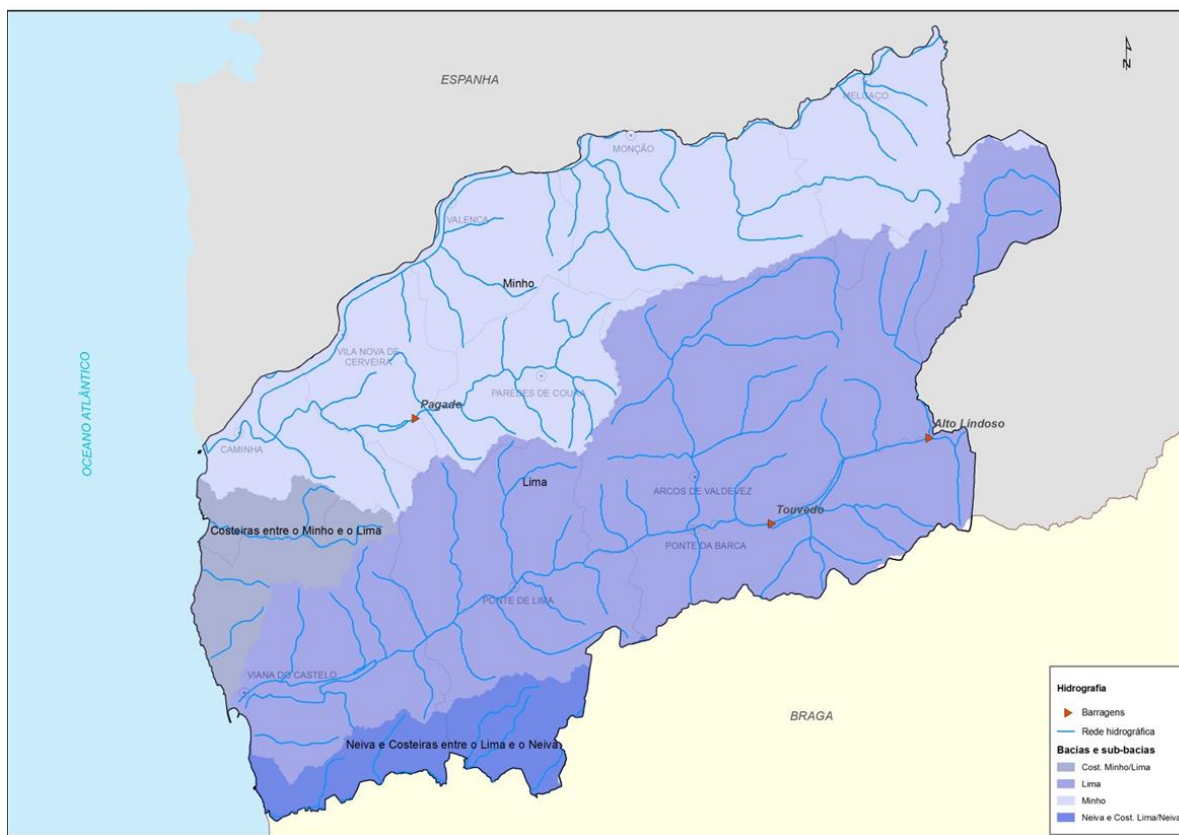 ESPANHA
N
MELGAÇO
MONÇÃO
VALENÇA
Minho
VILA NOVA DE
CERVEIRA
OCEANO ATLÂNTICO
PAREDES DE COURA
Pagade
Alto Lindoso
CAMINHA
Lima
ARCOS DE VALDEVEZ
Costeiras entre o Minho e o Lima
Touvedo
PONTE DA BARCA
PONTE DE LIMA
VIANA DO CASTELO
BRAGA
Neiva e Costeiras entre o Lima e o Neiva
Hidrografia
Barragens
Rede hidrográfica
Bacias e sub-bacias
Cost. Minho/Lima
Lima
Minho
Neiva e Cost. Lima/Neiva